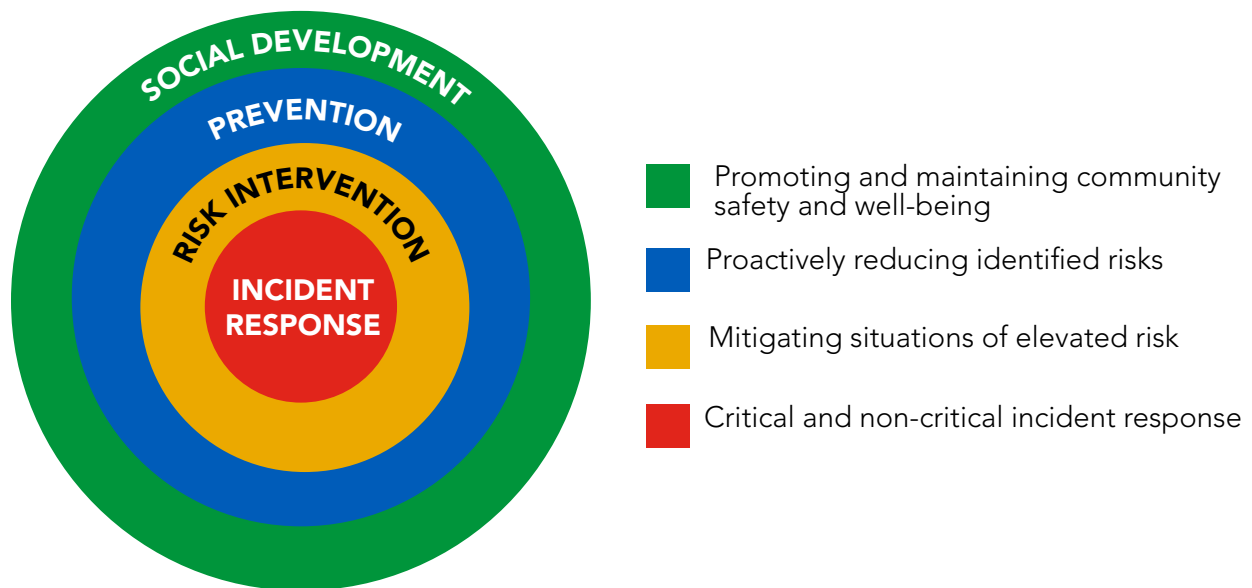 SOCIAL DEVELOPMENT
PREVENTION
RISK INTERVENTION
INCIDENT
RESPONSE
Promoting and maintaining community
safety and well-being
Proactively reducing identified risks
Mitigating situations of elevated risk
Critical and non-critical incident response